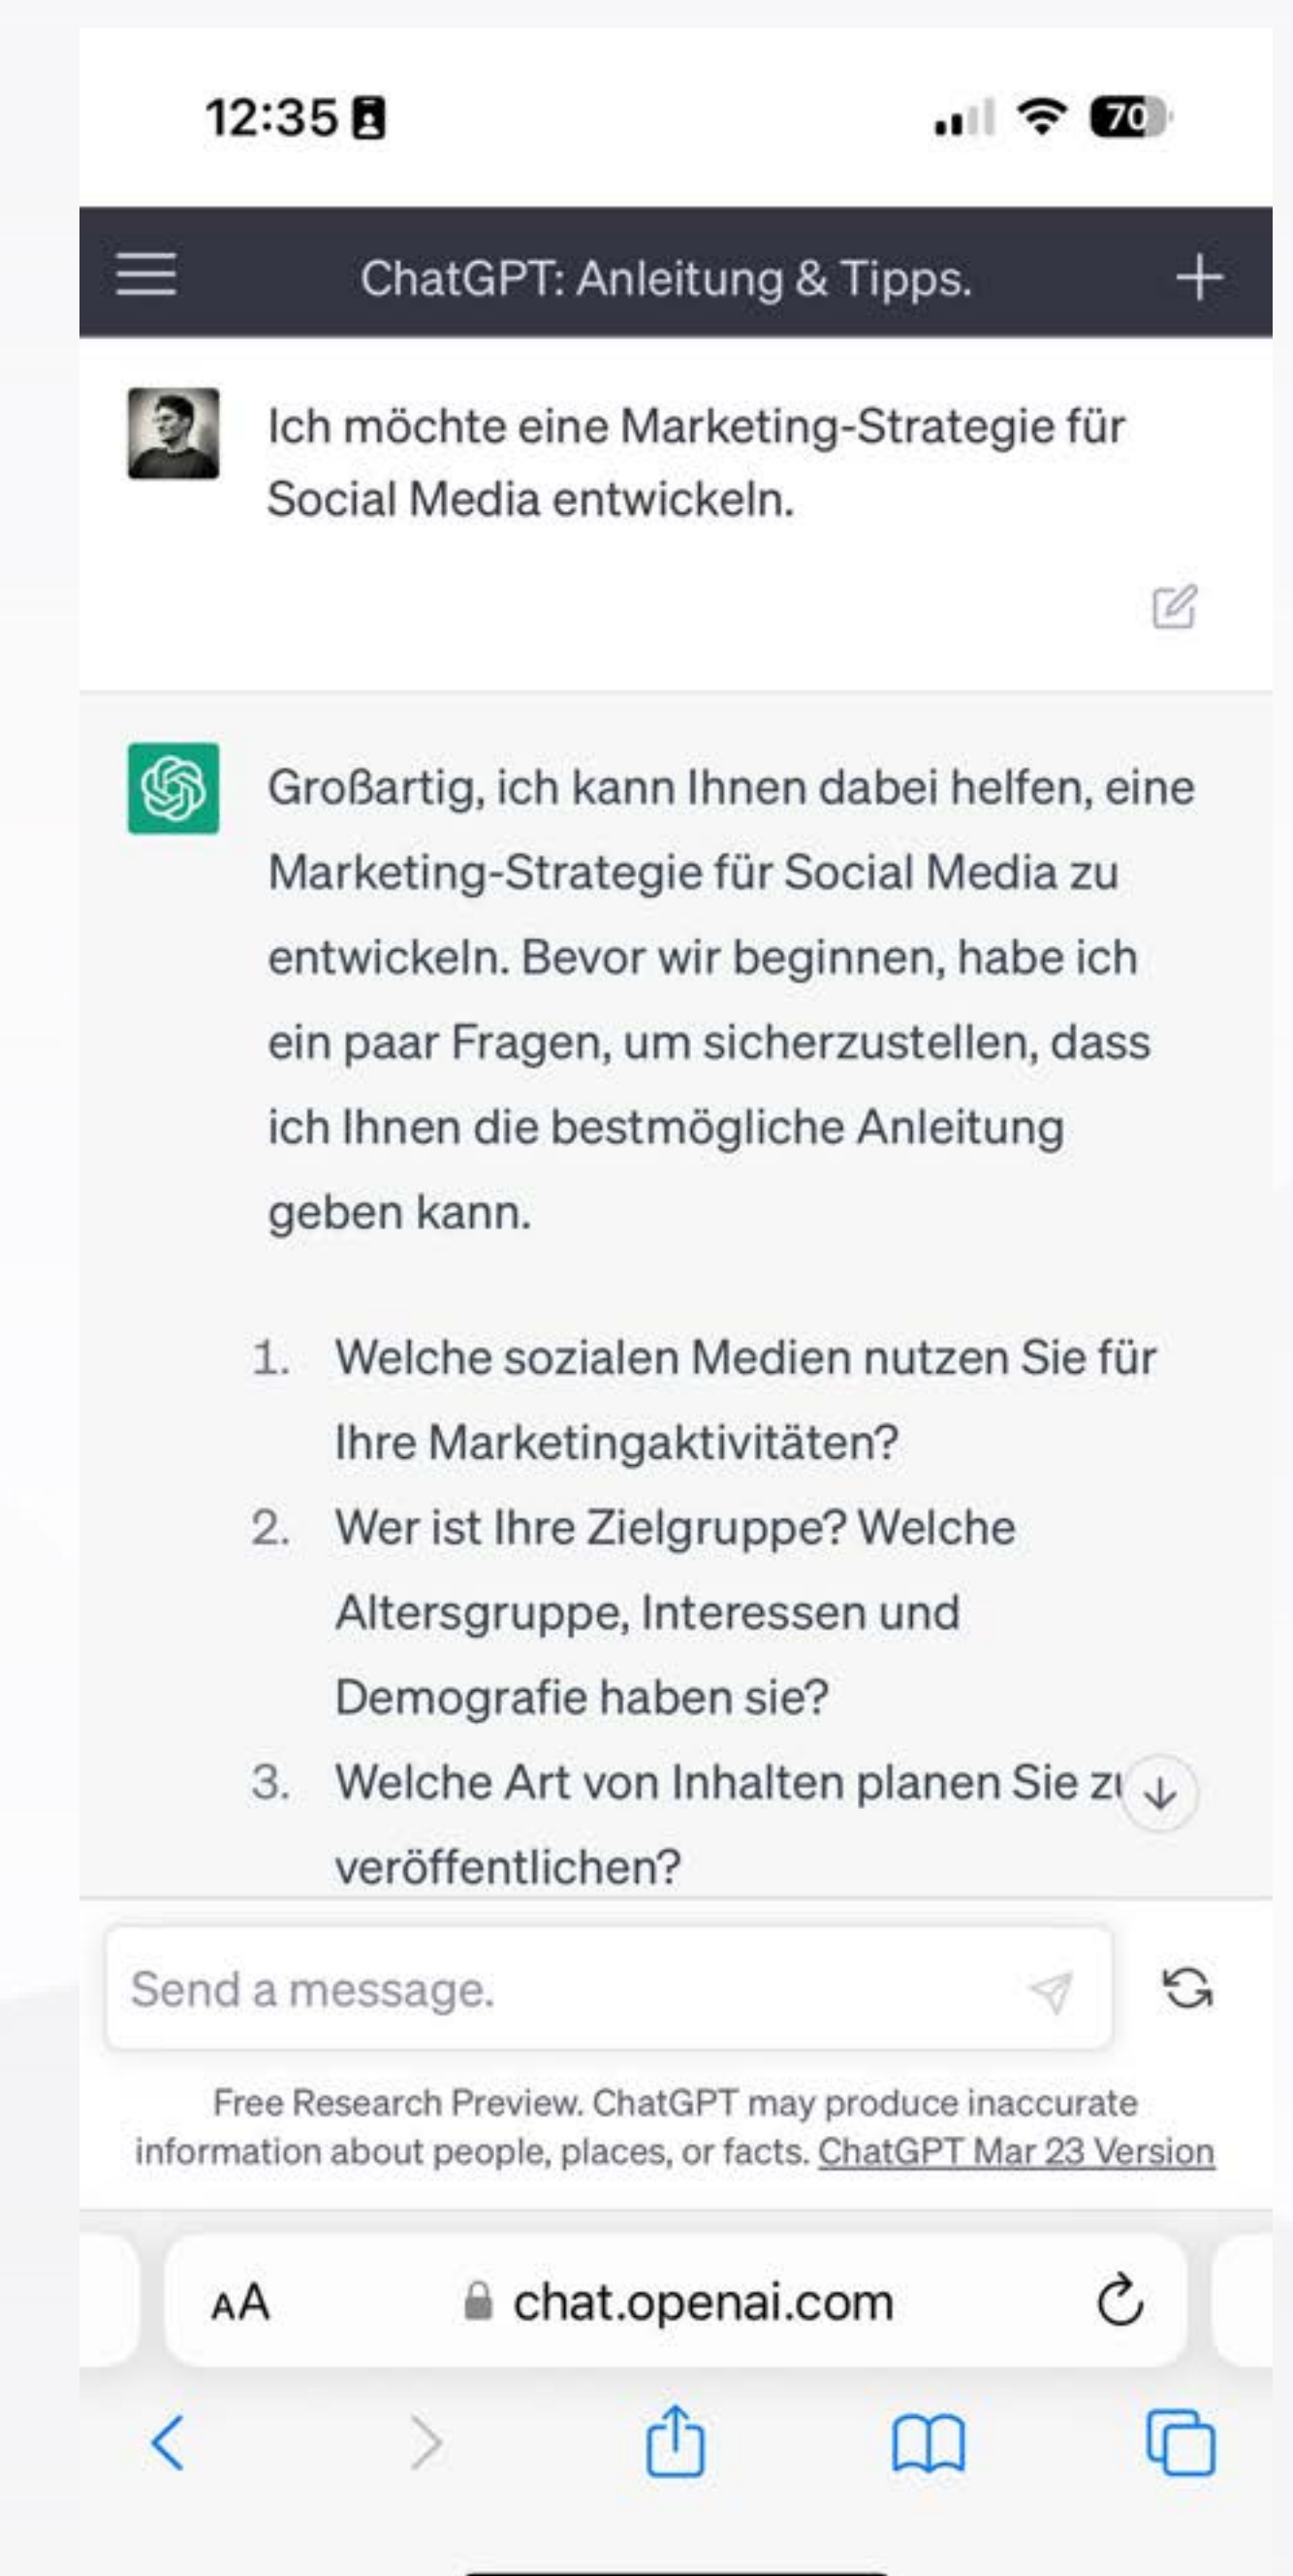 12:35
70
ChatGPT: Anleitung & Tipps.
Ich möchte eine Marketing-Strategie für
Social Media entwickeln.
Großartig, ich kann Ihnen dabei helfen, eine
Marketing-Strategie für Social Media zu
entwickeln. Bevor wir beginnen, habe ich
ein paar Fragen, um sicherzustellen, dass
ich Ihnen die bestmögliche Anleitung
geben kann.
1. Welche sozialen Medien nutzen Sie für
Ihre Marketingaktivitäten?
2. Wer ist Ihre Zielgruppe? Welche
Altersgruppe, Interessen und
Demografie haben sie?
3. Welche Art von Inhalten planen Sie zu
veröffentlichen?
Send a message.
Free Research Preview. ChatGPT may produce inaccurate
information about people, places, or facts. ChatGPT Mar 23 Version
AA chat.openai.com